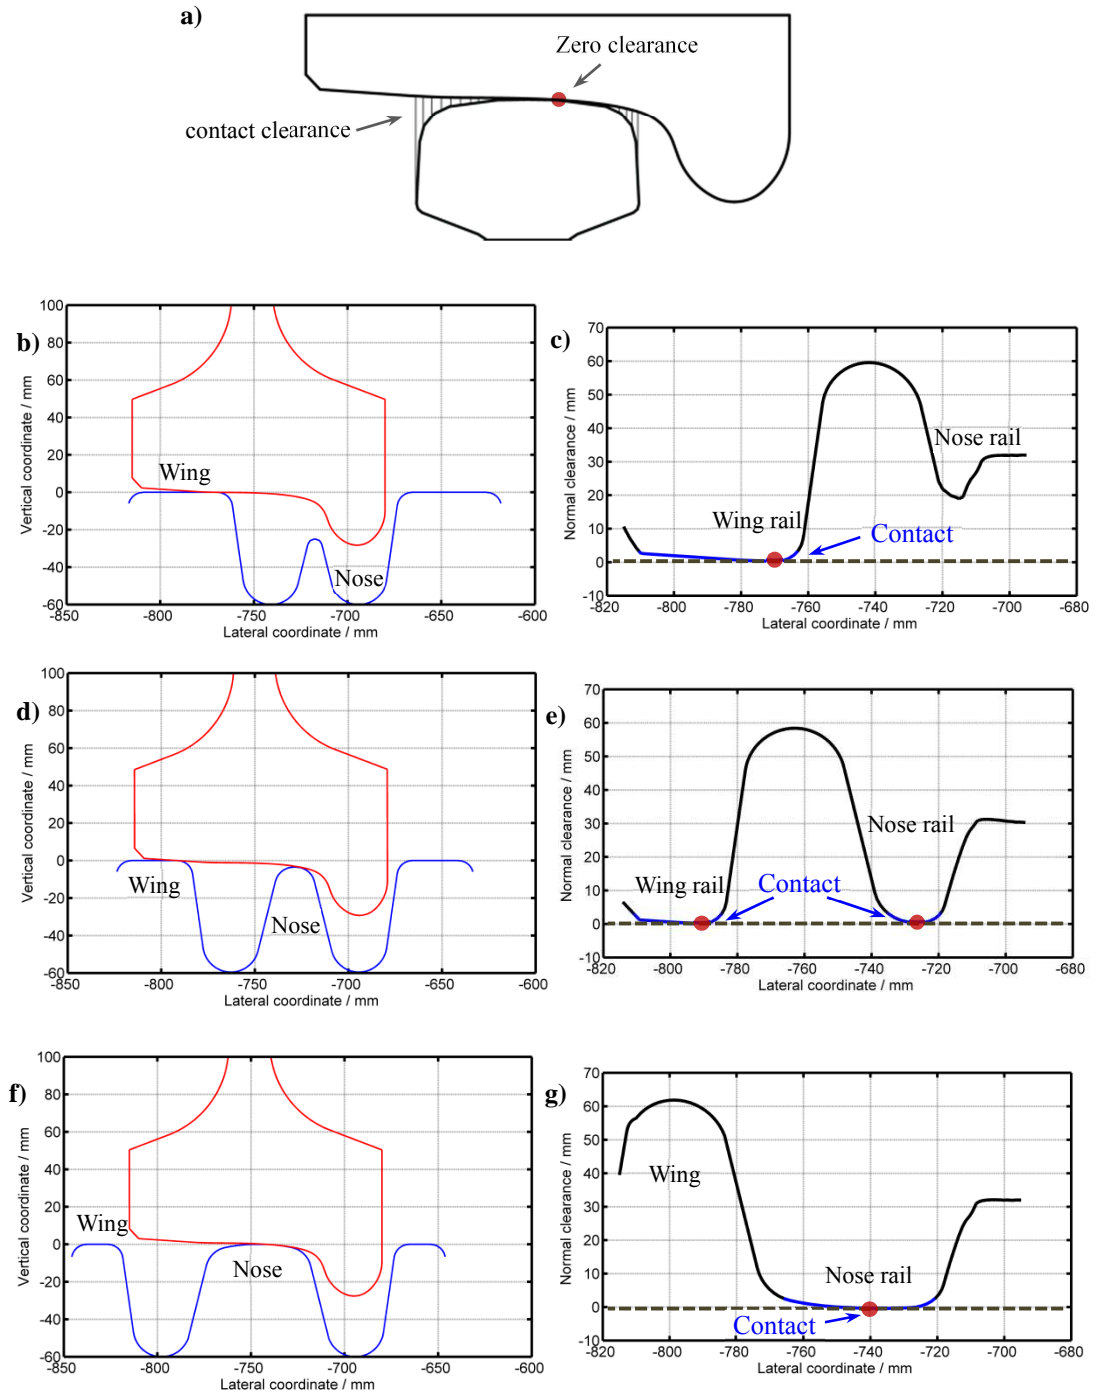 a)
Zero clearance
contact clearance
b)
Vertical coordinate / mm
100
80
60
40
20
0
-20
-40
-60
Wing
Nose
-850 -800 -750 -700 -650 -600
Lateral coordinate / mm
c)
Normal clearance / mm
70
60
50
40
30
20
10
0
-10
Nose rail
Wing rail
Contact
-820 -800 -780 -760 -740 -720 -700 -680
Lateral coordinate / mm
d)
Vertical coordinate / mm
100
80
60
40
20
0
-20
-40
-60
Wing
Nose
-850 -800 -750 -700 -650 -600
Lateral coordinate / mm
e)
Normal clearance / mm
70
60
50
40
30
20
10
0
-10
Nose rail
Wing rail
Contact
-820 -800 -780 -760 -740 -720 -700 -680
Lateral coordinate / mm
f)
Vertical coordinate / mm
100
80
60
40
20
0
-20
-40
-60
Wing
Nose
-850 -800 -750 -700 -650 -600
Lateral coordinate / mm
g)
Normal clearance / mm
70
60
50
40
30
20
10
0
-10
Wing
Nose rail
Contact
-820 -800 -780 -760 -740 -720 -700 -680
Lateral coordinate / mm